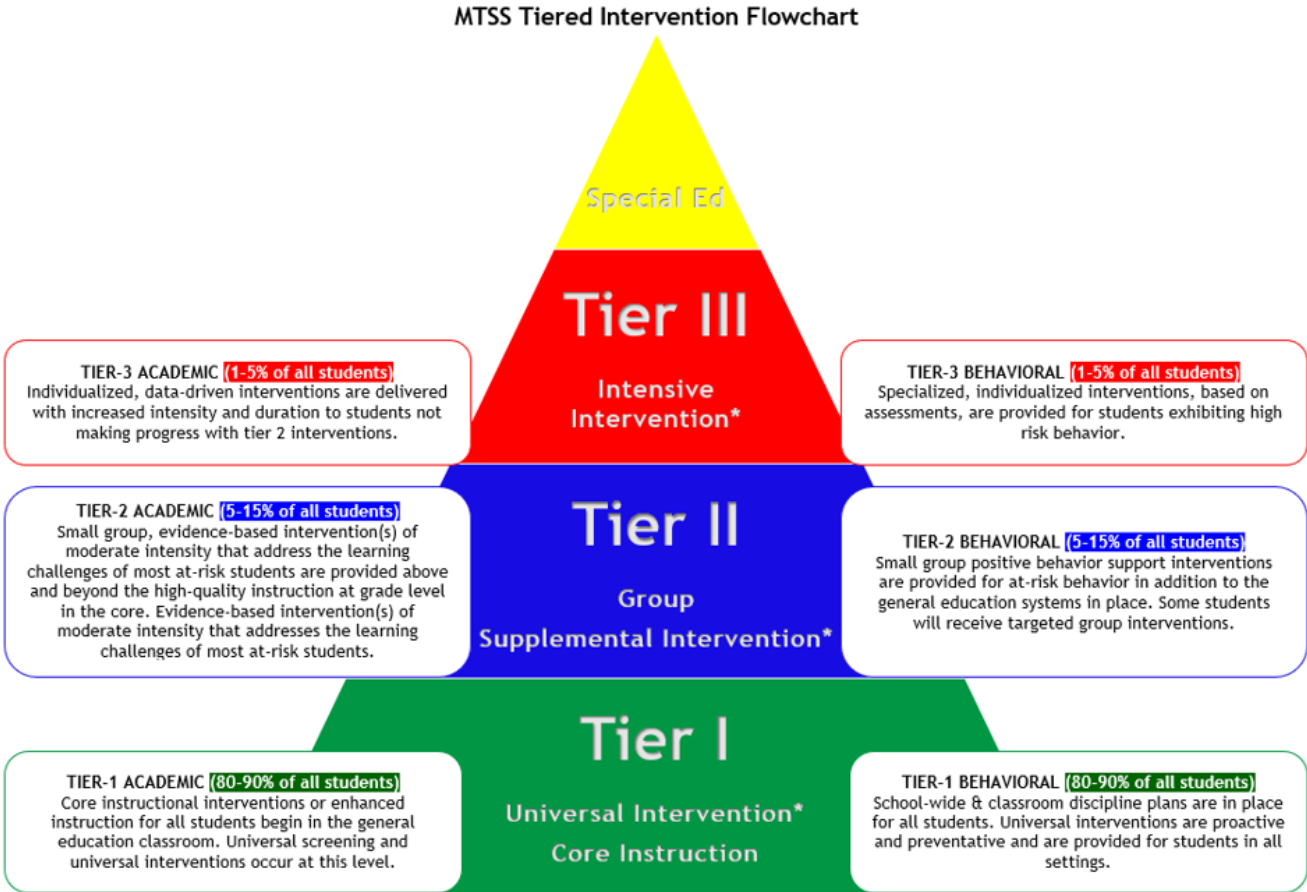 MTSS Tiered Intervention Flowchart
Special Ed
Tier III
Intensive
Intervention*
TIER-3 ACADEMIC (1-5% of all students)
Individualized, data-driven interventions are delivered
with increased intensity and duration to students not
making progress with tier 2 interventions.
TIER-3 BEHAVIORAL (1-5% of all students)
Specialized, individualized interventions, based on
assessments, are provided for students exhibiting high
risk behavior.
Tier II
Group
Supplemental Intervention*
TIER-2 ACADEMIC (5-15% of all students)
Small group, evidence-based intervention(s) of
moderate intensity that address the learning
challenges of most at-risk students are provided above
and beyond the high-quality instruction at grade level
in the core. Evidence-based intervention(s) of
moderate intensity that addresses the learning
challenges of most at-risk students.
TIER-2 BEHAVIORAL (5-15% of all students)
Small group positive behavior support interventions
are provided for at-risk behavior in addition to the
general education systems in place. Some students
will receive targeted group interventions.
Tier I
Universal Intervention*
Core Instruction
TIER-1 ACADEMIC (80-90% of all students)
Core instructional interventions or enhanced
instruction for all students begin in the general
education classroom. Universal screening and
universal interventions occur at this level.
TIER-1 BEHAVIORAL (80-90% of all students)
School-wide & classroom discipline plans are in place
for all students. Universal interventions are proactive
and preventative and are provided for students in all
settings.